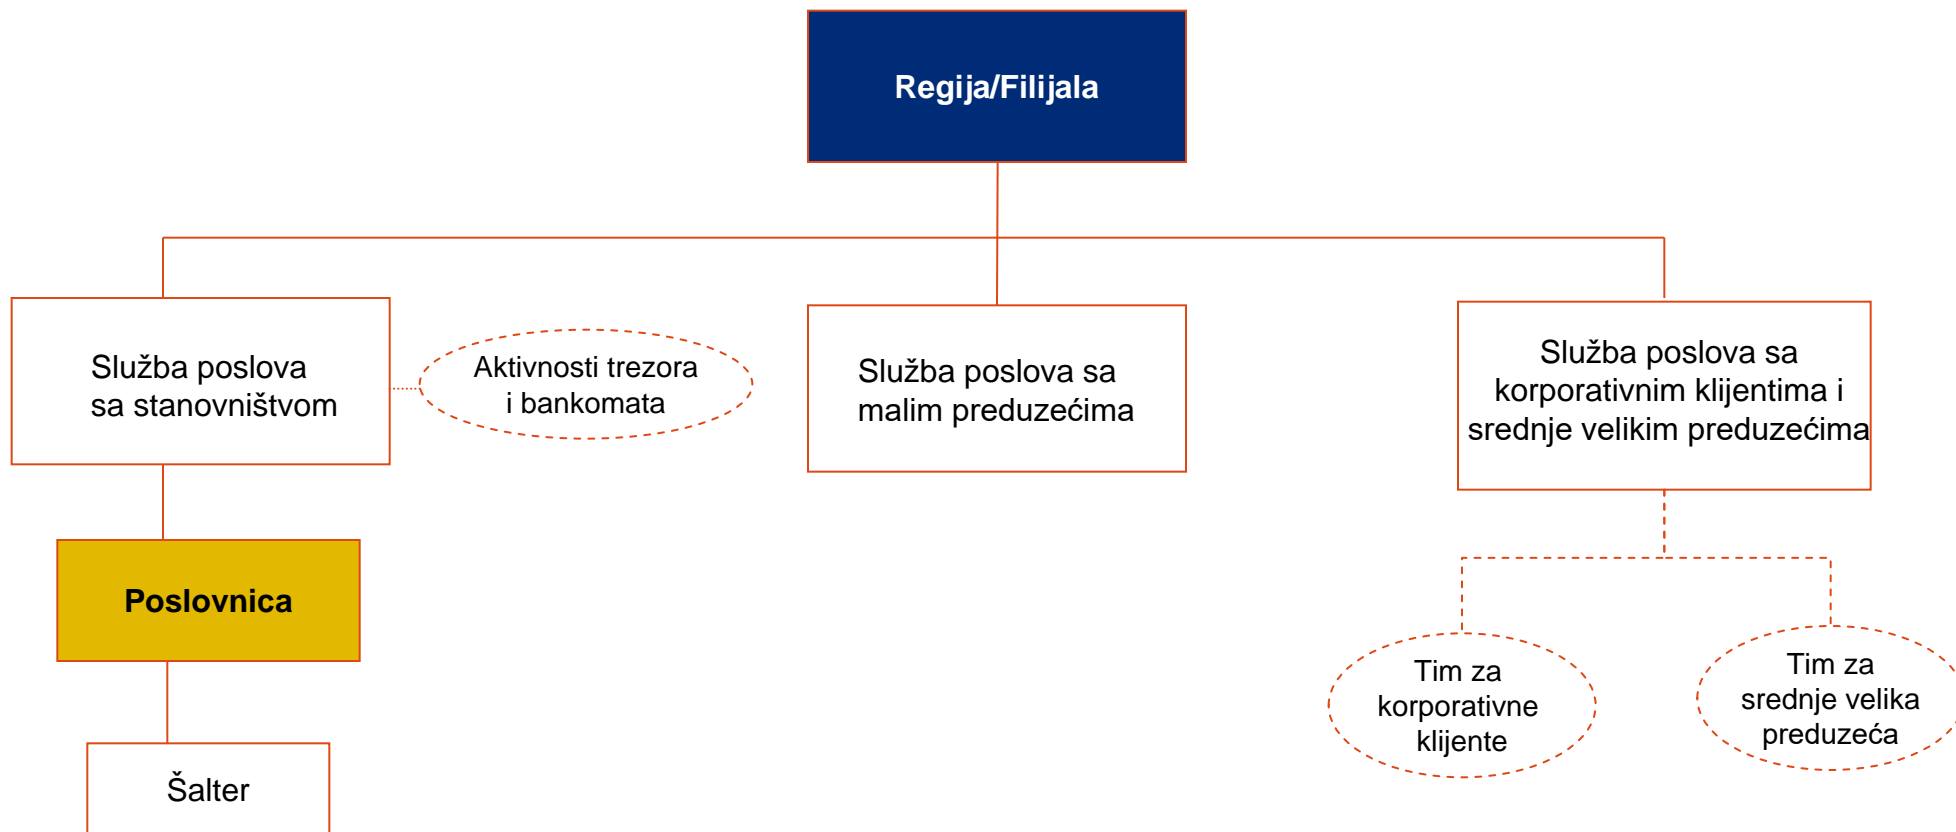 Regija/Filijala
Služba poslova
sa stanovništvom
Aktivnosti trezora
i bankomata
Služba poslova sa
malim preduzećima
Služba poslova sa
korporativnim klijentima i
srednje velikim preduzećima
Poslovnica
Šalter
Tim za
korporativne
klijente
Tim za
srednje velika
preduzeća